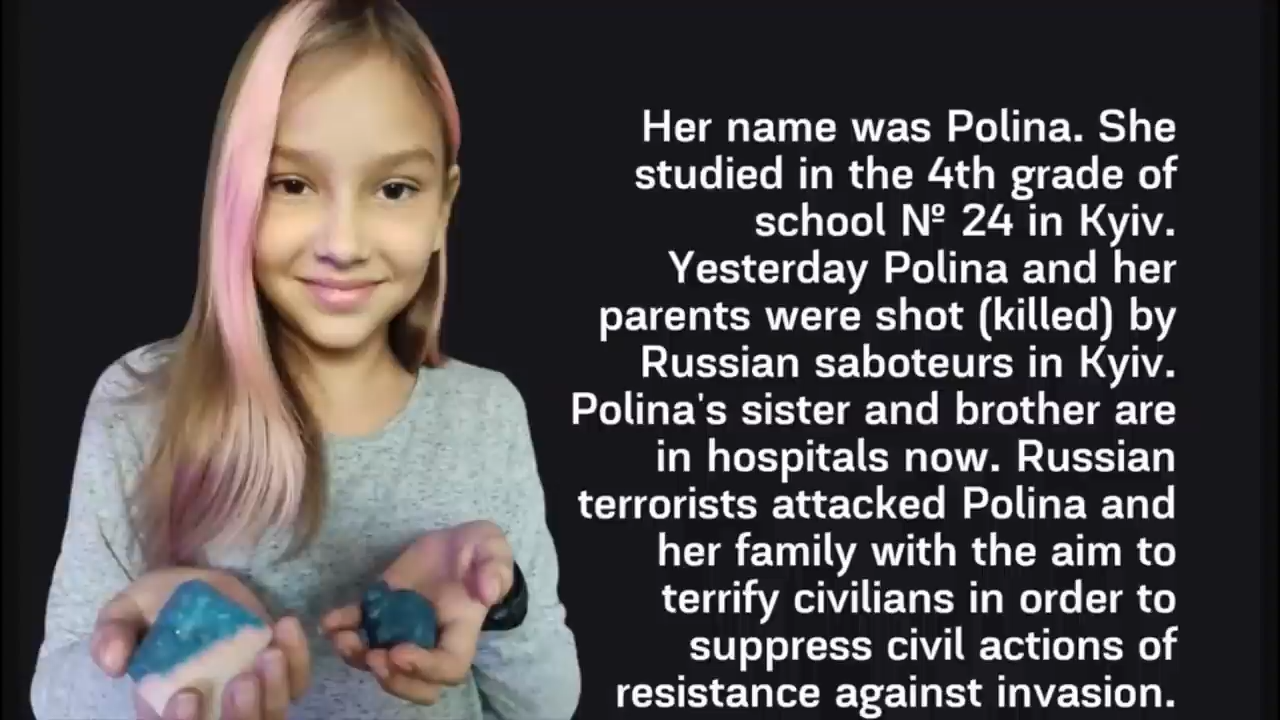 Her name was Polina. She
studied in the 4th grade of
school № 24 in Kyiv.
Yesterday Polina and her
parents were shot (killed) by
Russian saboteurs in Kyiv.
Polina's sister and brother are
in hospitals now. Russian
terrorists attacked Polina and
her family with the aim to
terrify civilians in order to
suppress civil actions of
resistance against invasion.